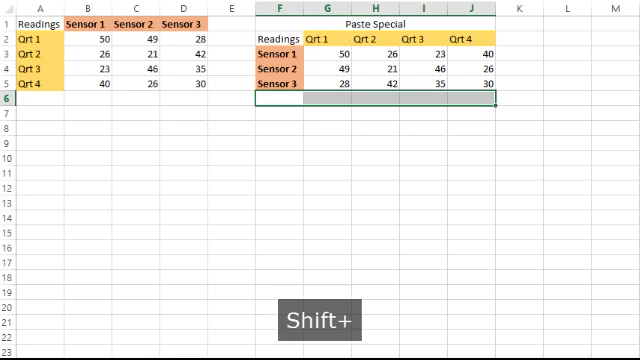 A B C D E F G H I J K L M
1 Readings Sensor 1 Sensor 2 Sensor 3 Paste Special
2 Qrt 1 50 49 28 Readings Qrt 1 Qrt 2 Qrt 3 Qrt 4
3 Qrt 2 26 21 42 Sensor 1 50 26 23 40
4 Qrt 3 23 46 35 Sensor 2 49 21 46 26
5 Qrt 4 40 26 30 Sensor 3 28 42 35 30
6
7
8
9
10
11
12
13
14
15
16
17
18
19
20
21
22
23
Shift+